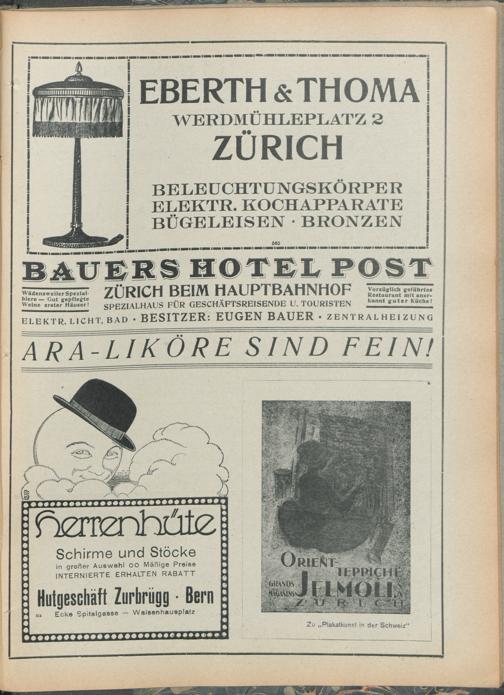 EBERTH & THOMA
WERDMÜHLEPLATZ 2
ZÜRICH
BELEUCHTUNGSKÖRPER
ELEKTR. KOCHAPPARATE
BÜGELEISEN · BRONZEN
BAUERS HOTEL POST
Wädensweiler Spezial-
biere — Gut gepflegte
Weine erster Häuser!
ZÜRICH BEIM HAUPTBAHNHOF
SPEZIALHAUS FÜR GESCHÄFTSREISENDE U. TOURISTEN
Vorzüglich geführtes
Restaurant mit aner-
kannt guter Küche!
ELEKTR. LICHT, BAD · BESITZER: EUGEN BAUER · ZENTRALHEIZUNG
ARA-LIKÖRE SIND FEIN!
Herrenhüte
Schirme und Stöcke
in großer Auswahl oo Mäßige Preise
INTERNIERTE ERHALTEN RABATT
Hutgeschäft Zurbrügg · Bern
Ecke Spitalgasse — Waisenhausplatz
ORIENT-
TEPPICHE
GRANDS
MAGASINS
JELMOLI
ZÜRICH
Zu „Plakatkunst in der Schweiz"